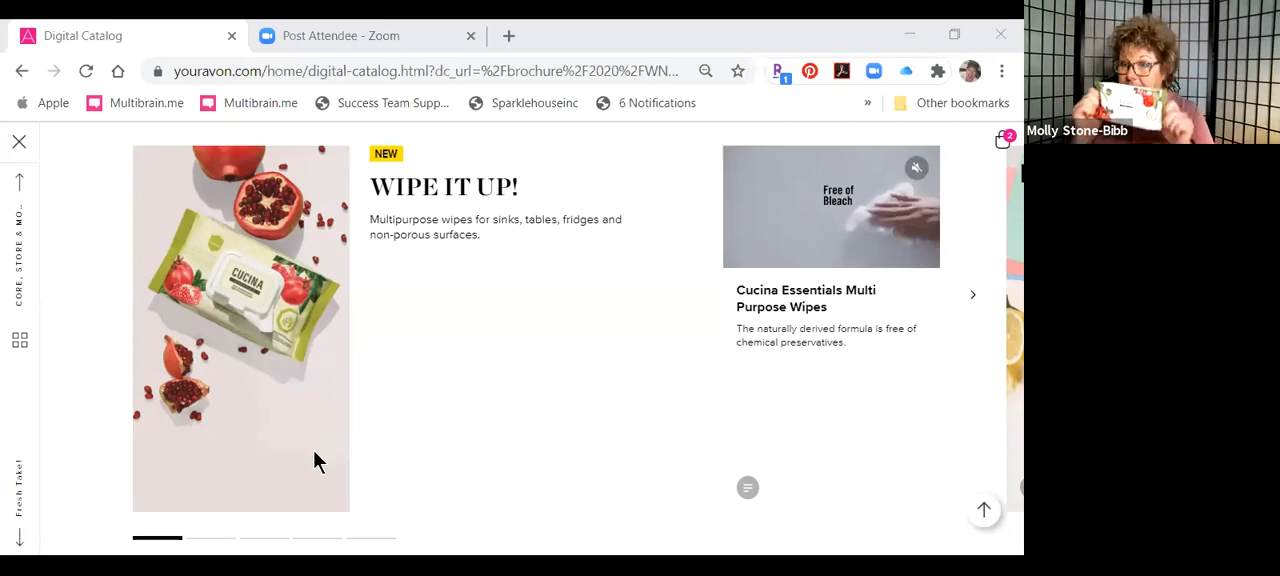 Digital Catalog
Post Attendee - Zoom
youravon.com/home/digital-catalog.html?dc_url=%2Fbrochure%2F2020%2FWN...
1
Apple
Multibrain.me
Multibrain.me
Success Team Supp...
Sparklehouseinc
6 Notifications
»
Other bookmarks
Molly Stone-Bibb
2
CORE, STORE & MO...
Fresh Take!
CUCINA
NEW
WIPE IT UP!
Multipurpose wipes for sinks, tables, fridges and
non-porous surfaces.
Free of
Bleach
Cucina Essentials Multi
Purpose Wipes
The naturally derived formula is free of
chemical preservatives.